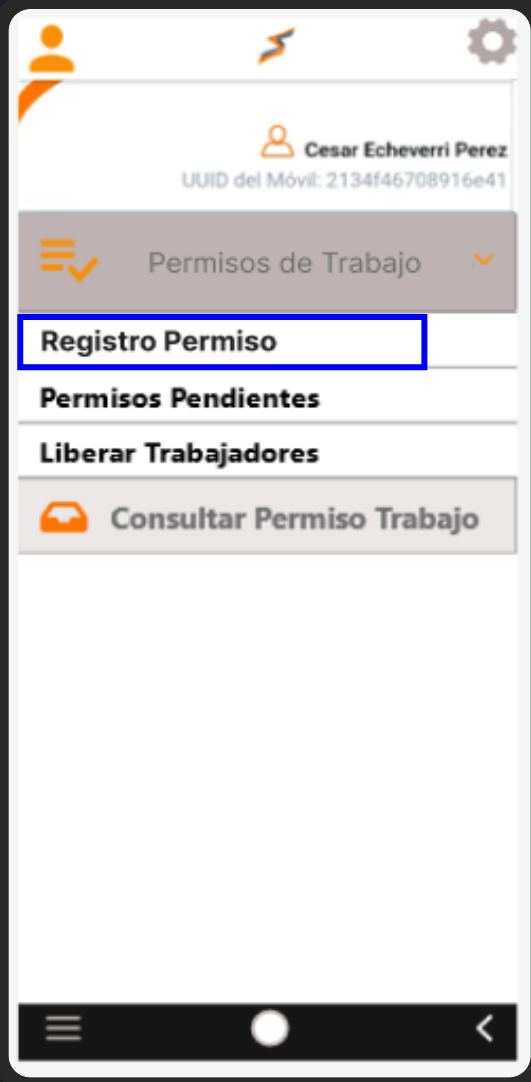 Cesar Echeverri Perez
UUID del Móvil: 2134f46708916e41
Permisos de Trabajo
Registro Permiso
Permisos Pendientes
Liberar Trabajadores
Consultar Permiso Trabajo